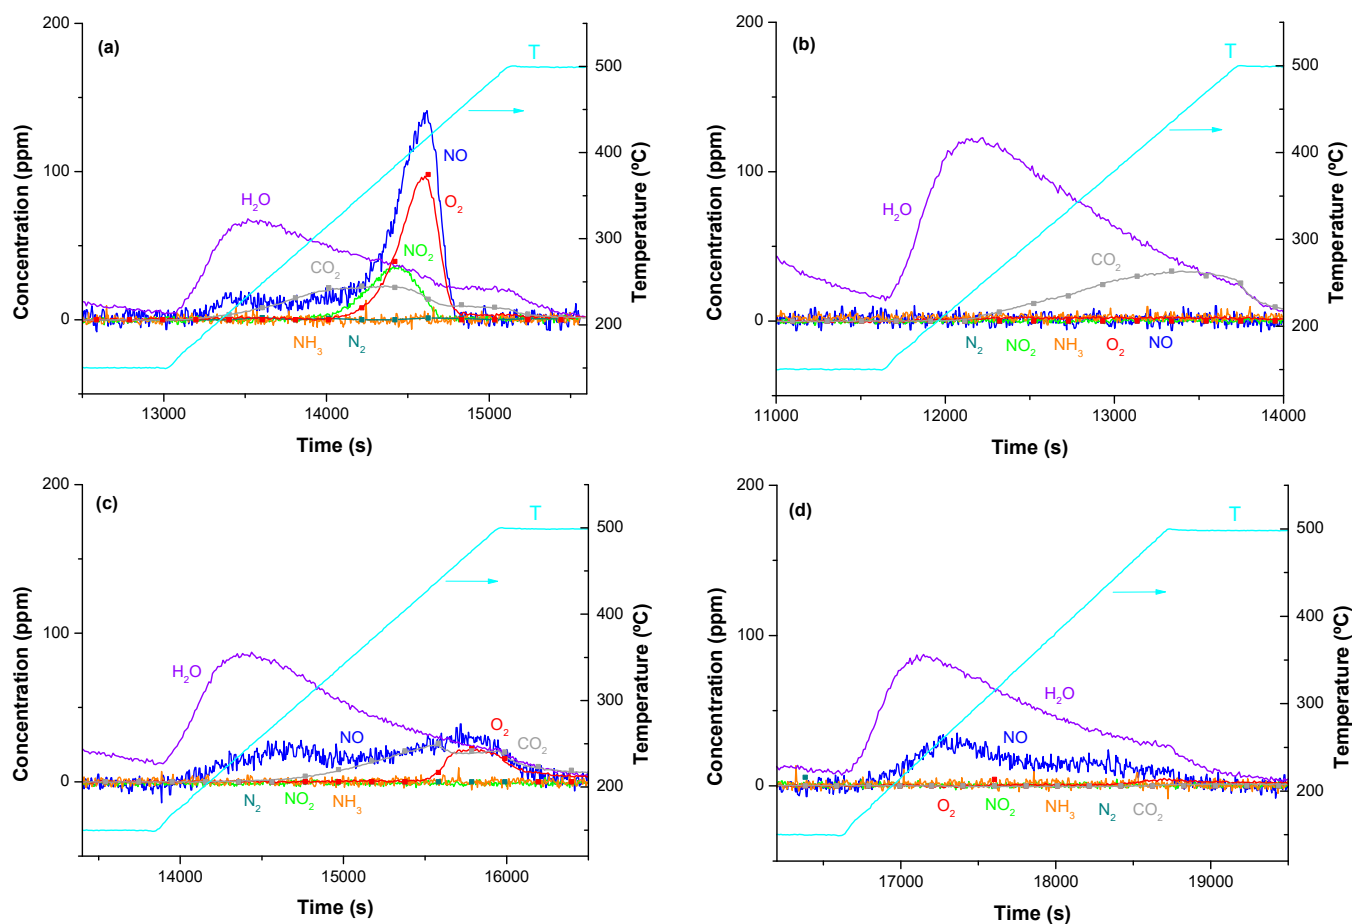 200
(a)
T
500
100
NO
400
H2O
O2
NO2
300
CO2
0
200
NH3
N2
13000
14000
15000
Time (s)
Concentration (ppm)
Temperature (ºC)
200
(b)
T
500
100
400
H2O
CO2
300
0
200
N2
NO2
NH3
O2
NO
11000
12000
13000
14000
Time (s)
Concentration (ppm)
Temperature (ºC)
200
(c)
T
500
100
400
H2O
NO
O2
CO2
300
0
200
N2
NO2
NH3
14000
15000
16000
Time (s)
Concentration (ppm)
Temperature (ºC)
200
(d)
T
500
100
400
H2O
NO
300
0
200
O2
NO2
NH3
N2
CO2
17000
18000
19000
Time (s)
Concentration (ppm)
Temperature (ºC)